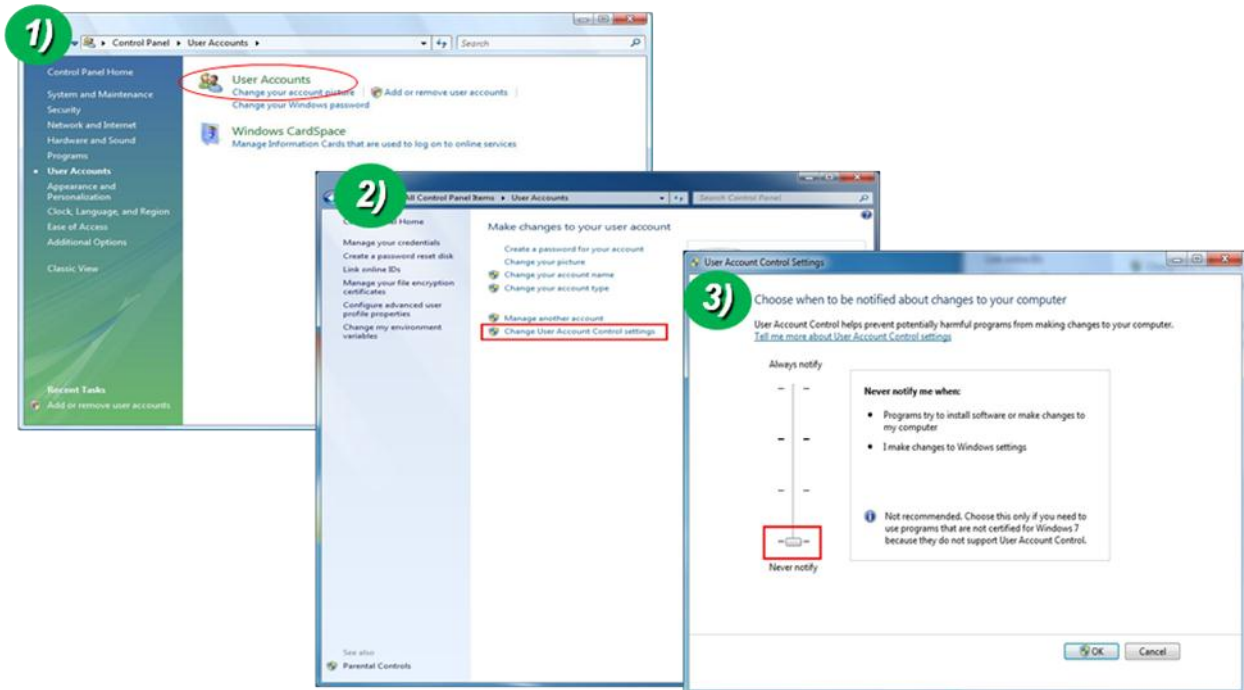 1)
Control Panel ▸ User Accounts ▸
Search
Control Panel Home
System and Maintenance
Security
Network and Internet
Hardware and Sound
Programs
User Accounts
Appearance and
Personalization
Clock, Language, and Region
Ease of Access
Additional Options
Classic View
Recent Tasks
Add or remove user accounts
User Accounts
Change your account picture
Add or remove user accounts
Change your Windows password
Windows CardSpace
Manage Information Cards that are used to log on to online services
2)
All Control Panel Items ▸ User Accounts
Search Control Panel
Home
Manage your credentials
Create a password reset disk
Link online IDs
Manage your file encryption
certificates
Configure advanced user
profile properties
Change my environment
variables
See also
Parental Controls
Make changes to your user account
Create a password for your account
Change your picture
Change your account name
Change your account type
Manage another account
Change User Account Control settings
3)
User Account Control Settings
Choose when to be notified about changes to your computer
User Account Control helps prevent potentially harmful programs from making changes to your computer.
Tell me more about User Account Control settings
Always notify
Never notify
Never notify me when:
• Programs try to install software or make changes to
my computer
• I make changes to Windows settings
Not recommended. Choose this only if you need to
use programs that are not certified for Windows 7
because they do not support User Account Control.
OK
Cancel